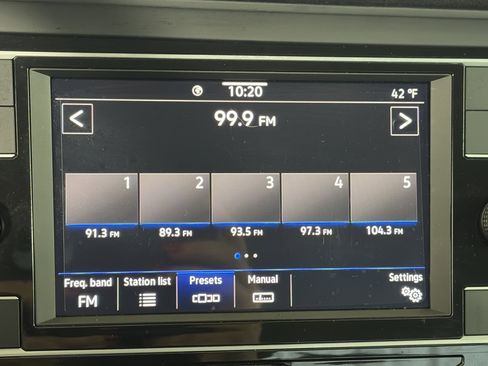 10:20
42 °F
< 99.9 FM >
1 2 3 4 5
91.3 FM 89.3 FM 93.5 FM 97.3 FM 104.3 FM
Freq. band Station list Presets Manual Settings
FM